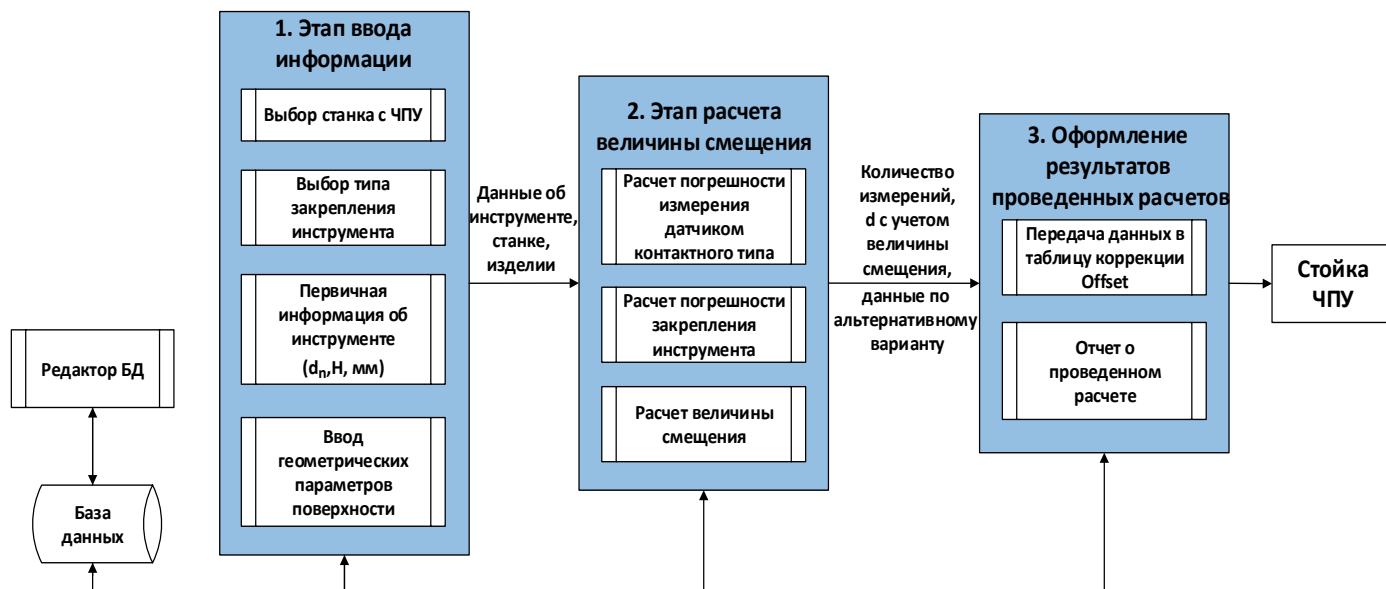 1. Этап ввода
информации
Выбор станка с ЧПУ
Выбор типа
закрепления
инструмента
Первичная
информация об
инструменте
(dn,H, мм)
Ввод
геометрических
параметров
поверхности
Редактор БД
База
данных
Данные об
инструменте,
станке,
изделии
2. Этап расчета
величины смещения
Расчет погрешности
измерения
датчиком
контактного типа
Расчет погрешности
закрепления
инструмента
Расчет величины
смещения
Количество
измерений,
d с учетом
величины
смещения,
данные по
альтернативному
варианту
3. Оформление
результатов
проведенных расчетов
Передача данных в
таблицу коррекции
Offset
Отчет о
проведенном
расчете
Стойка
ЧПУ